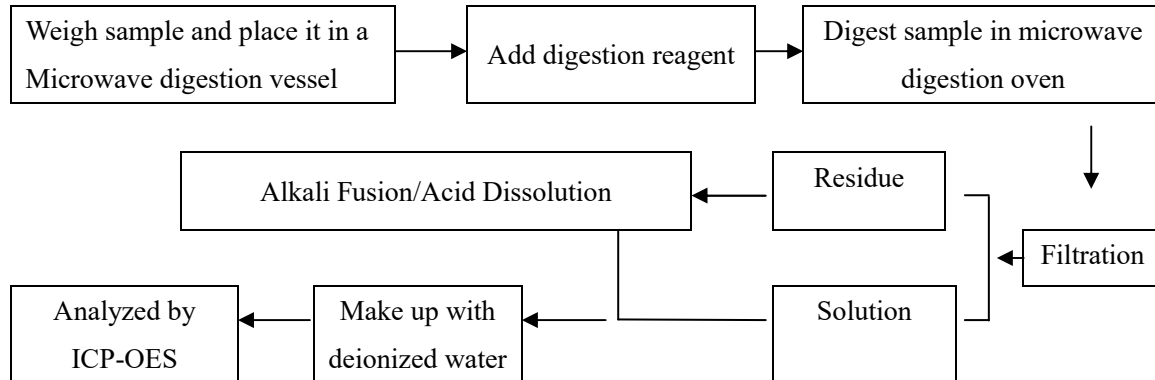 Weigh sample and place it in a
Microwave digestion vessel
Add digestion reagent
Digest sample in microwave
digestion oven
Alkali Fusion/Acid Dissolution
Residue
Filtration
Analyzed by
ICP-OES
Make up with
deionized water
Solution